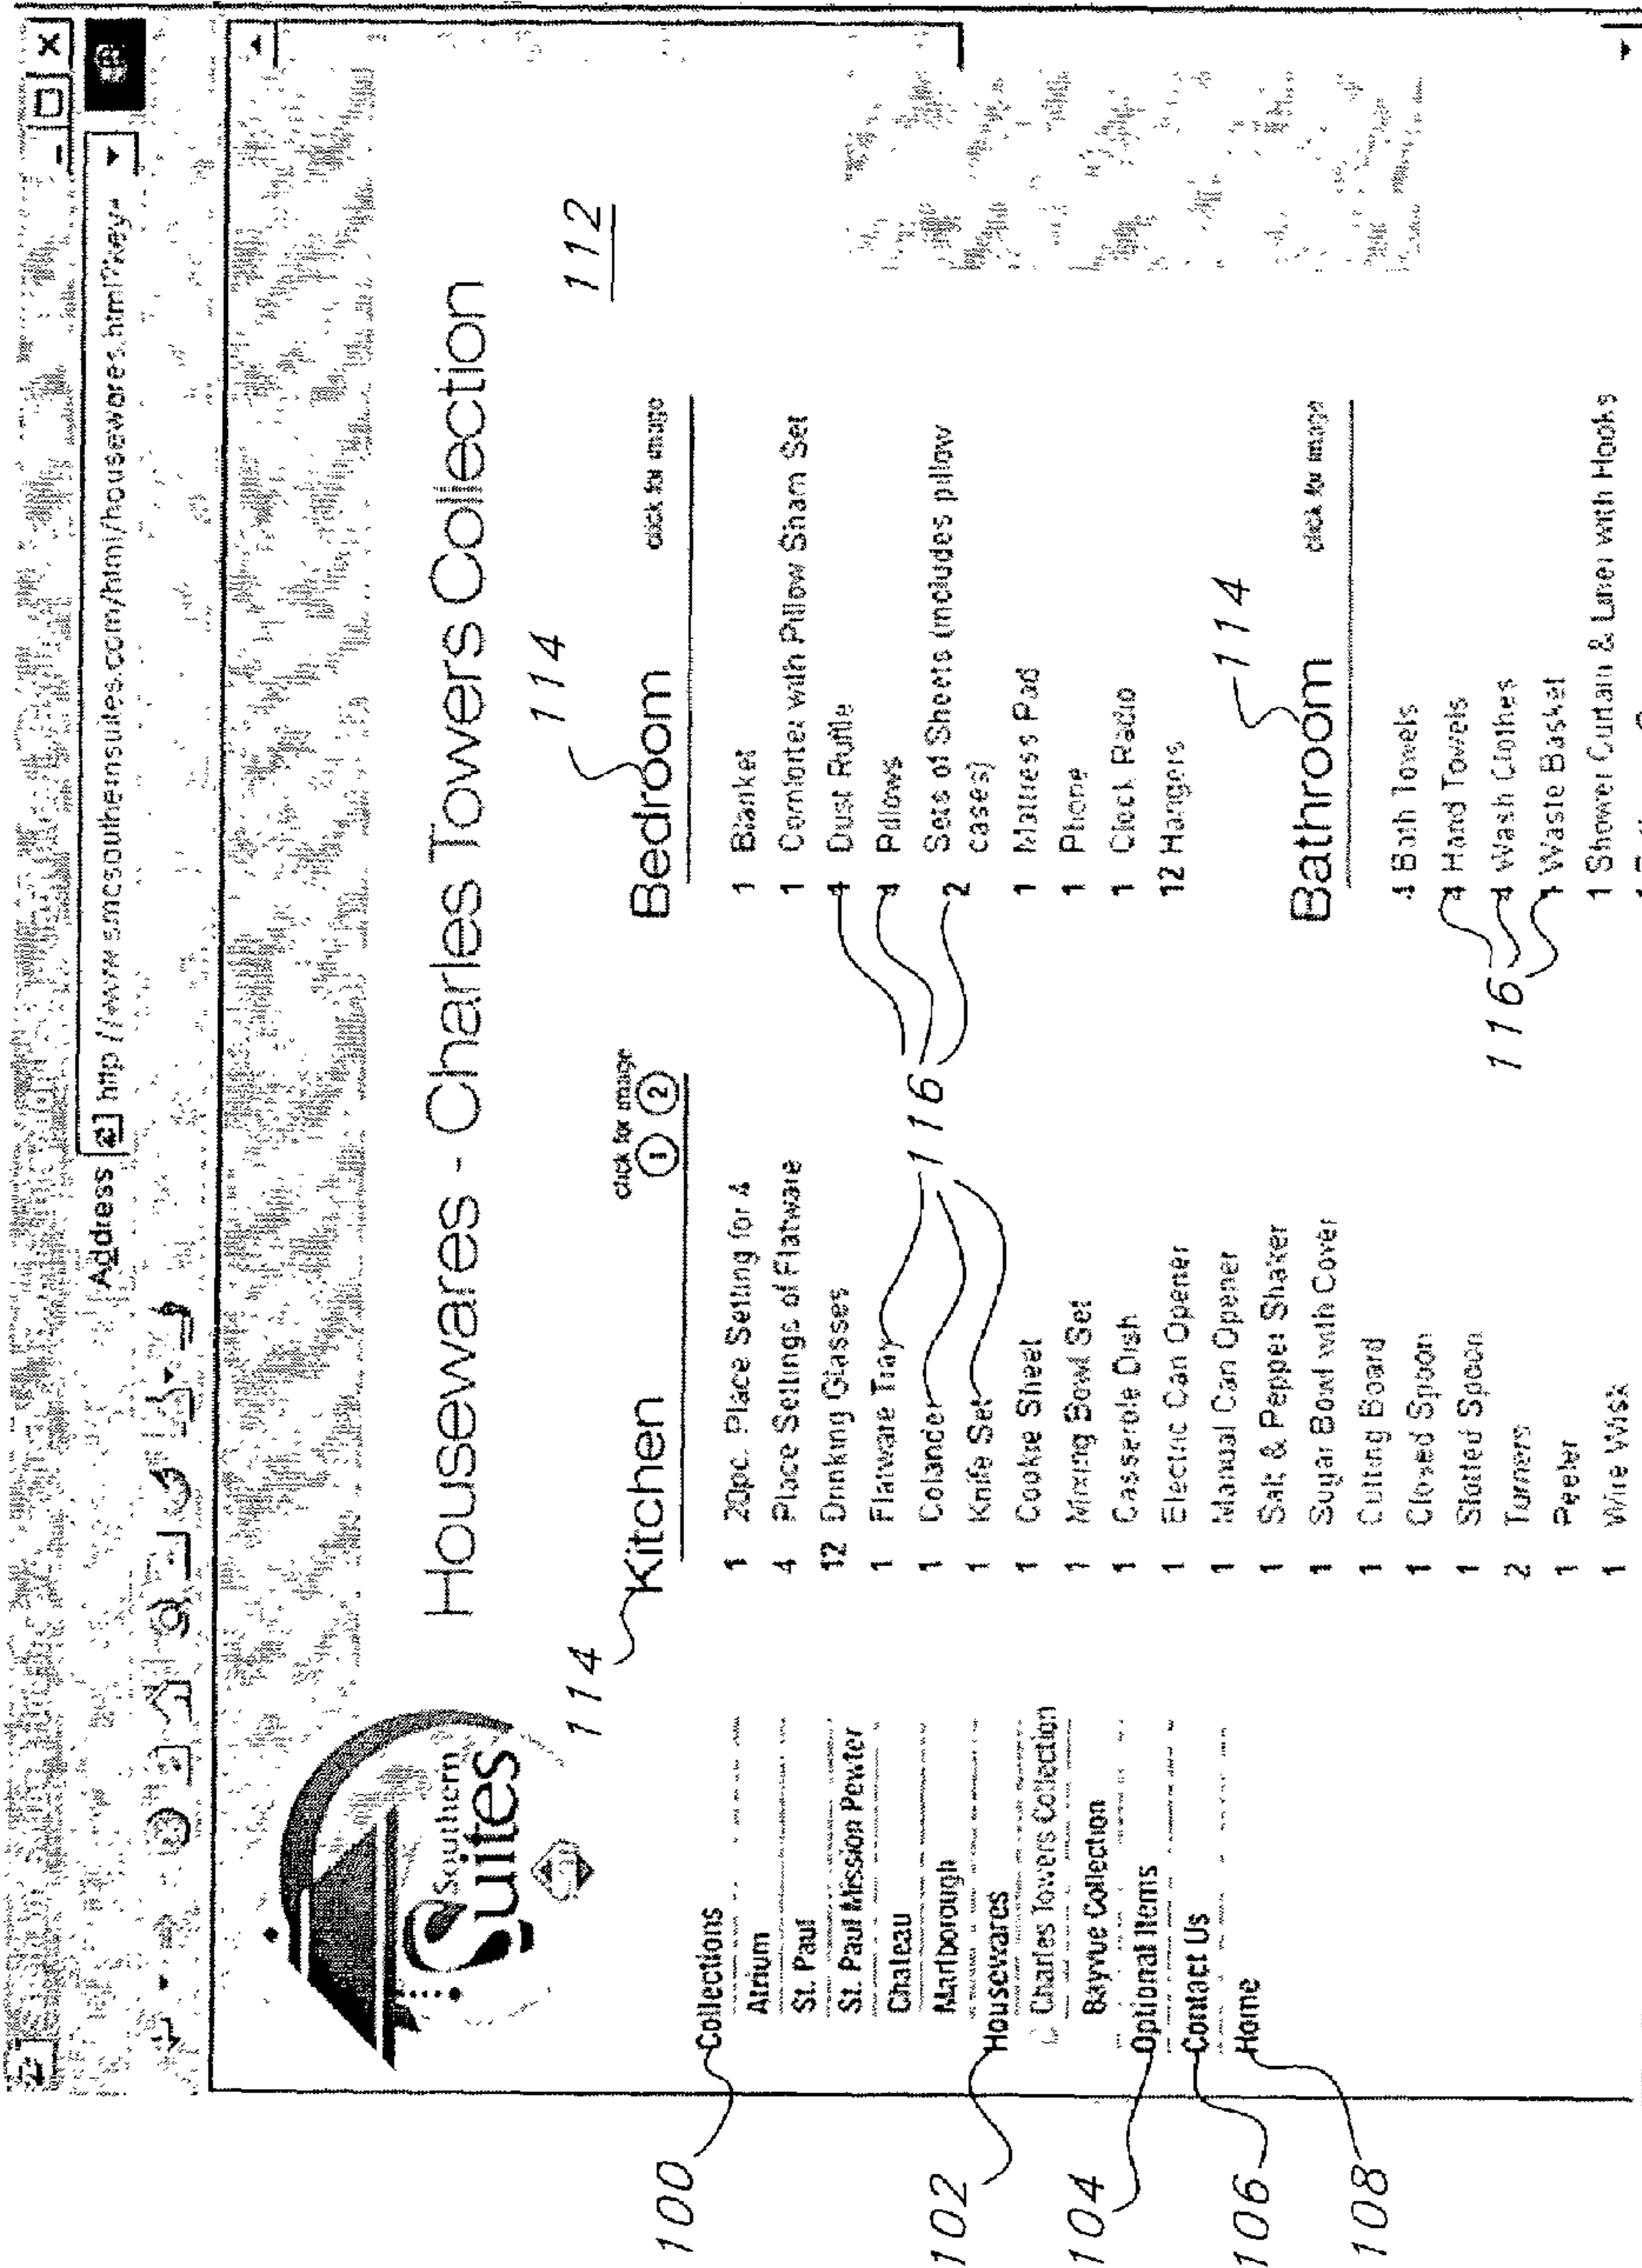 Address http://www.smcsouthernsuites.com/html/housewares.html?key=
Southern
Suites
Housewares - Charles Towers Collection
112
100
Collections
Atrium
St. Paul
St. Paul Mission Pewter
Chateau
Marlborough
102
Housewares
Charles Towers Collection
Bayvue Collection
104
Optional Items
106
Contact Us
108
Home
114
Kitchen
click for image
1 2
1 20pc. Place Setting for 4
4 Place Settings of Flatware
12 Drinking Glasses
1 Flatware Tray
1 Colander
1 Knife Set
1 Cookie Sheet
1 Mixing Bowl Set
1 Casserole Dish
1 Electric Can Opener
1 Manual Can Opener
1 Salt & Pepper Shaker
1 Sugar Bowl with Cover
1 Cutting Board
1 Closed Spoon
1 Slotted Spoon
2 Turners
1 Peeler
1 Wire Wisk
116
114
Bedroom
click for image
1 Blanket
1 Comforter with Pillow Sham Set
Dust Ruffle
Pillows
2 Sets of Sheets (includes pillow
cases)
1 Mattress Pad
1 Phone
1 Clock Radio
12 Hangers
114
Bathroom
click for image
4 Bath Towels
4 Hand Towels
4 Wash Clothes
1 Waste Basket
1 Shower Curtain & Liner with Hooks
116